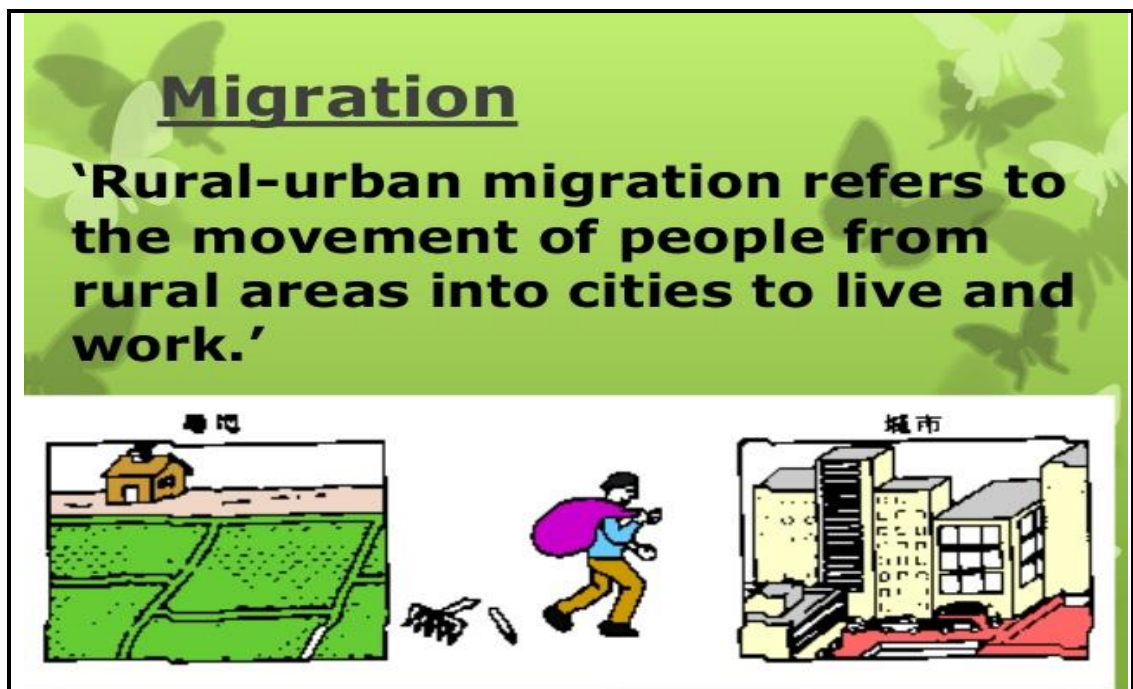 Migration
‘Rural-urban migration refers to
the movement of people from
rural areas into cities to live and
work.’
城市